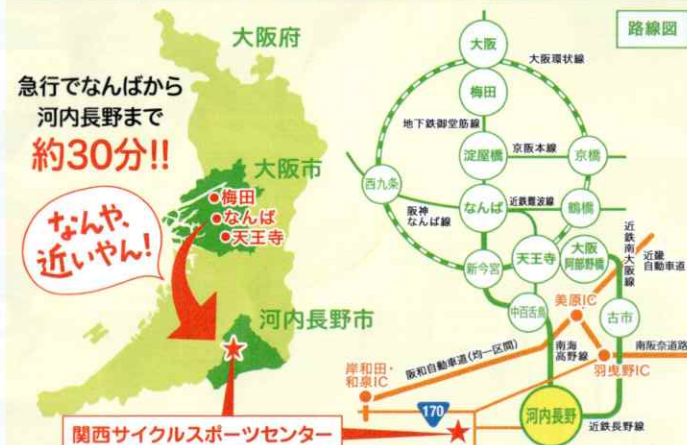 大阪府
急行でなんばから
河内長野まで
約30分!!
大阪市
梅田
なんば
天王寺
なんや、
近いやん!
河内長野市
関西サイクルスポーツセンター
路線図
大阪
大阪環状線
梅田
地下鉄御堂筋線
淀屋橋
京阪本線
京橋
西九条
なんば
近鉄難波線
鶴橋
阪神
なんば線
新今宮
天王寺
大阪
阿部野橋
近鉄南大阪線
近畿
自動車道
中百舌鳥
美原IC
古市
南海
高野線
阪和自動車道(均一区間)
南阪奈道路
羽曳野IC
岸和田・
和泉IC
170
河内長野
近鉄長野線